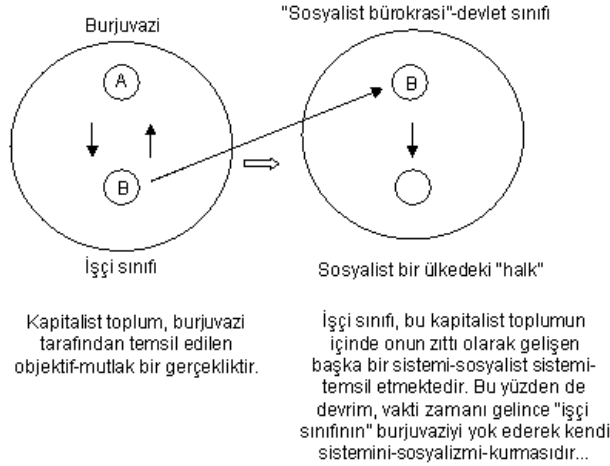 Burjuvazi
A
B
İşçi sınıfı
Kapitalist toplum, burjuvazi
tarafından temsil edilen
objektif-mutlak bir gerçekliktir.
"Sosyalist bürokrasi"-devlet sınıfı
B
Sosyalist bir ülkedeki "halk"
İşçi sınıfı, bu kapitalist toplumun
içinde onun zıttı olarak gelişen
başka bir sistemi-sosyalist sistemi-
temsil etmektedir. Bu yüzden de
devrim, vakti zamanı gelince "işçi
sınıfının" burjuvaziyi yok ederek kendi
sistemini-sosyalizmi-kurmasıdır...